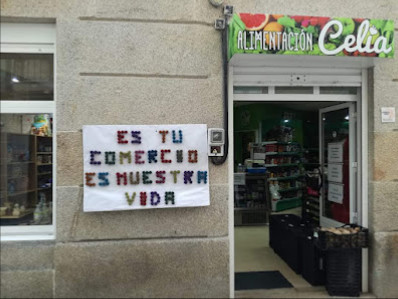 ALIMENTACIÓN Celia
ES TU
COMERCIO
ES NUESTRA
VIDA